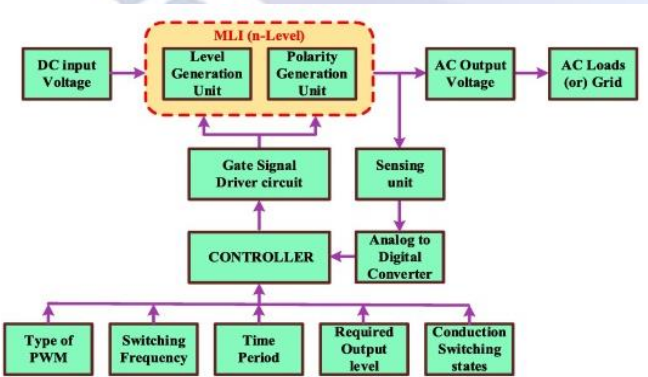 MLI (n-Level)
DC input
Voltage
Level
Generation
Unit
Polarity
Generation
Unit
AC Output
Voltage
AC Loads
(or) Grid
Gate Signal
Driver circuit
Sensing
unit
CONTROLLER
Analog to
Digital
Converter
Type of
PWM
Switching
Frequency
Time
Period
Required
Output
level
Conduction
Switching
states